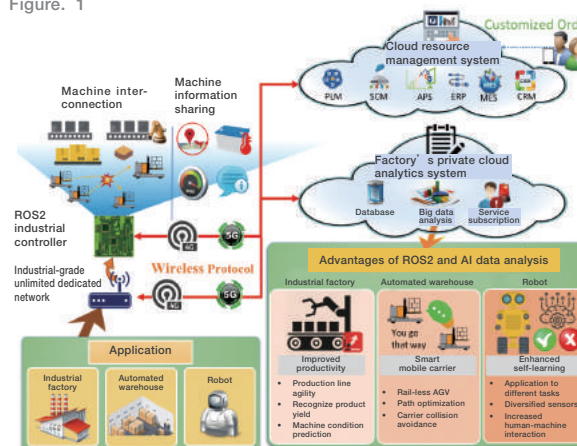 Figure. 1
Customized Ord
Cloud resource
management system
PLM
SCM
APS
ERP
MES
CRM
Machine inter-
connection
Machine
information
sharing
Factory's private cloud
analytics system
Database
Big data
analysis
Service
subscription
ROS2
industrial
controller
4G
5G
Wireless Protocol
Industrial-grade
unlimited dedicated
network
4G
5G
Application
Industrial
factory
Automated
warehouse
Robot
Advantages of ROS2 and AI data analysis
Industrial factory
Automated warehouse
Robot
You go
that way
Improved
productivity
Smart
mobile carrier
Enhanced
self-learning
• Production line
agility
• Recognize product
yield
• Machine condition
prediction
• Rail-less AGV
• Path optimization
• Carrier collision
avoidance
• Application to
different tasks
• Diversified sensors
• Increased
human-machine
interaction